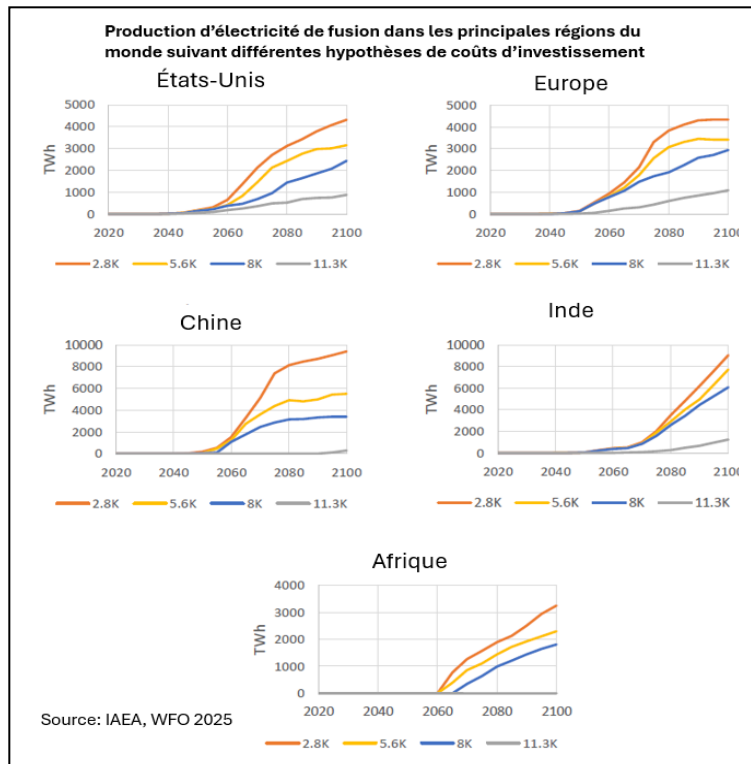 Production d’électricité de fusion dans les principales régions du
monde suivant différentes hypothèses de coûts d’investissement
États-Unis
5000
4000
3000
2000
1000
0
TWh
2020 2040 2060 2080 2100
2.8K 5.6K 8K 11.3K
Europe
5000
4000
3000
2000
1000
0
TWh
2020 2040 2060 2080 2100
2.8K 5.6K 8K 11.3K
Chine
10000
8000
6000
4000
2000
0
TWh
2020 2040 2060 2080 2100
2.8K 5.6K 8K 11.3K
Inde
10000
8000
6000
4000
2000
0
TWh
2020 2040 2060 2080 2100
2.8K 5.6K 8K 11.3K
Afrique
4000
3000
2000
1000
0
TWh
2020 2040 2060 2080 2100
2.8K 5.6K 8K 11.3K
Source: IAEA, WFO 2025